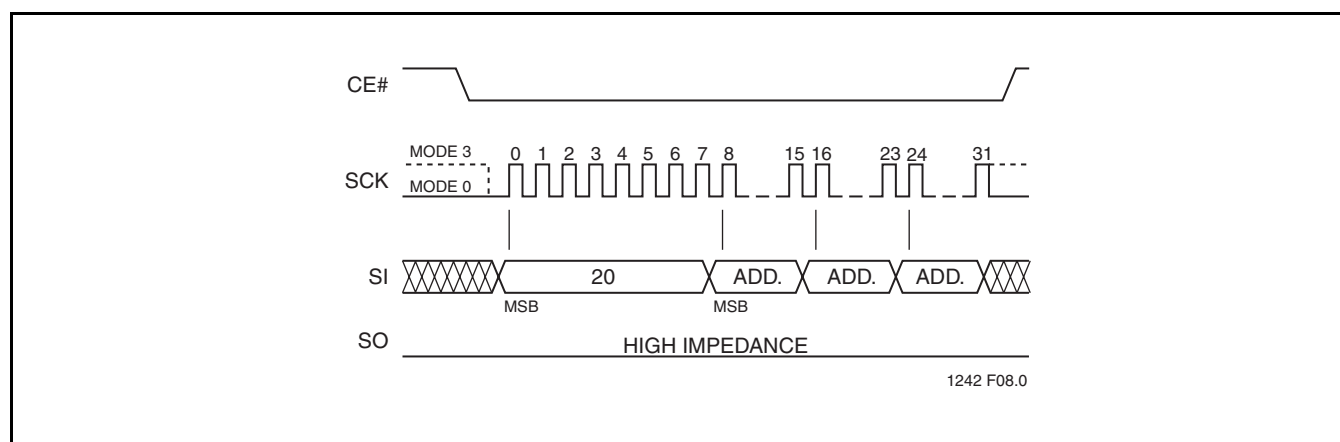 CE#
MODE 3
0 1 2 3 4 5 6 7 8 15 16 23 24 31
SCK
MODE 0
SI
20 ADD. ADD. ADD.
MSB MSB
SO
HIGH IMPEDANCE
1242 F08.0